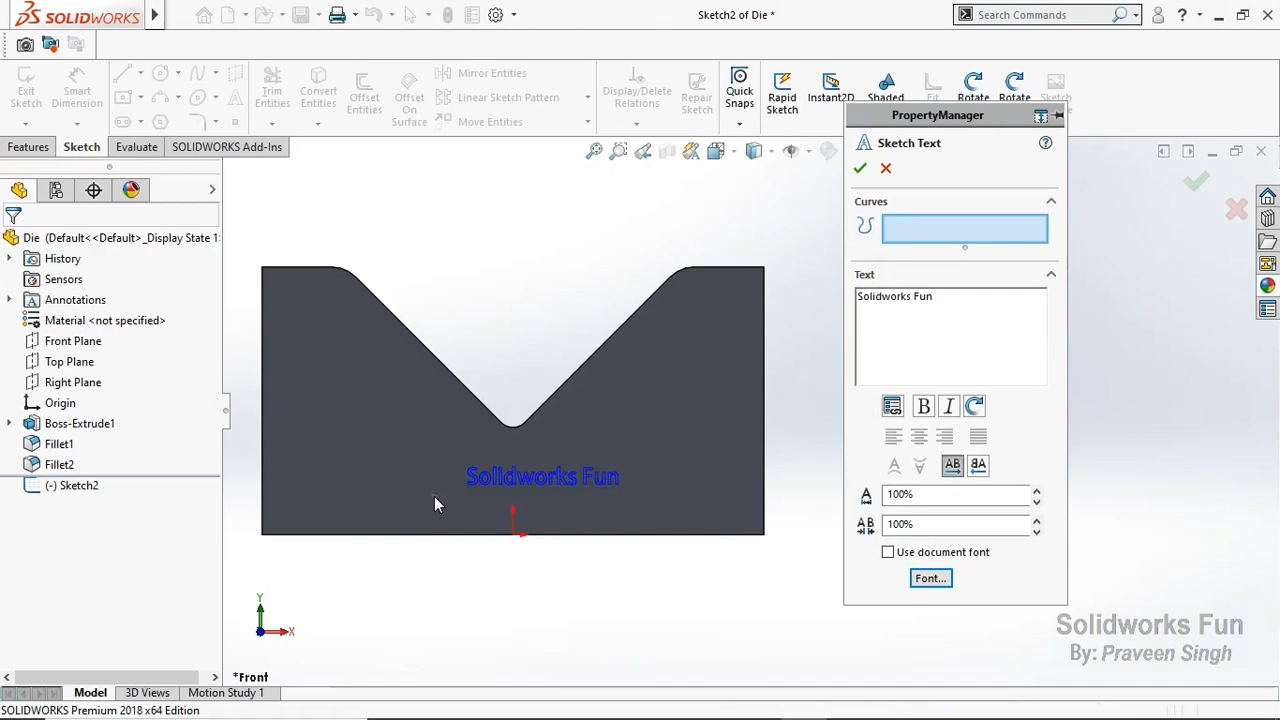 SOLIDWORKS
Sketch2 of Die *
Search Commands
Exit Sketch
Smart Dimension
Trim Entities
Convert Entities
Offset Entities
Offset On Surface
Mirror Entities
Linear Sketch Pattern
Move Entities
Display/Delete Relations
Repair Sketch
Quick Snaps
Rapid Sketch
Instant2D
Shaded
Rotate
Rotate
Features
Sketch
Evaluate
SOLIDWORKS Add-Ins
PropertyManager
Sketch Text
Curves
Text
Solidworks Fun
B
I
AB
100%
AB
100%
Use document font
Font...
Die (Default<<Default>_Display State 1
History
Sensors
Annotations
Material <not specified>
Front Plane
Top Plane
Right Plane
Origin
Boss-Extrude1
Fillet1
Fillet2
(-) Sketch2
Solidworks Fun
Y
X
*Front
Solidworks Fun
By: Praveen Singh
Model
3D Views
Motion Study 1
SOLIDWORKS Premium 2018 x64 Edition